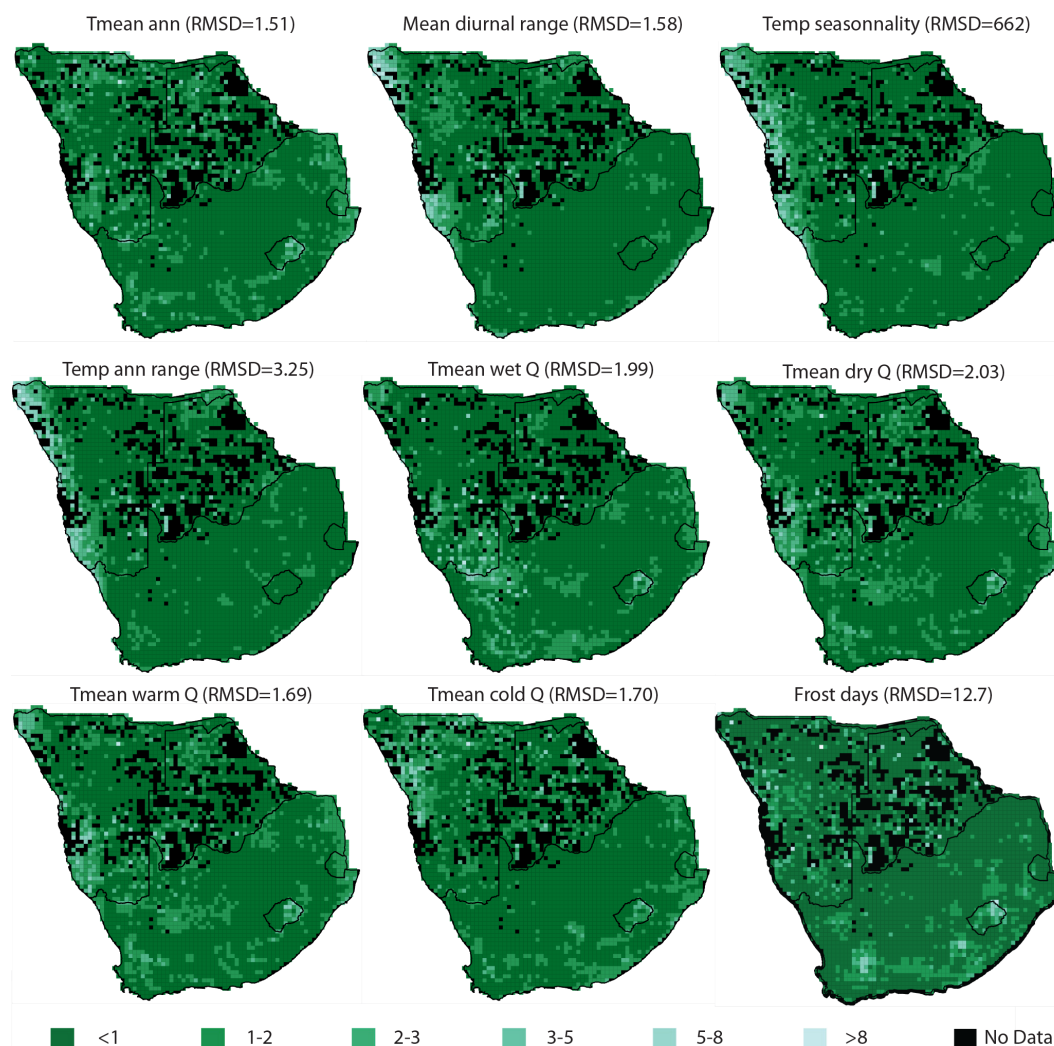 Tmean ann (RMSD=1.51)
Mean diurnal range (RMSD=1.58)
Temp seasonnality (RMSD=662)
Temp ann range (RMSD=3.25)
Tmean wet Q (RMSD=1.99)
Tmean dry Q (RMSD=2.03)
Tmean warm Q (RMSD=1.69)
Tmean cold Q (RMSD=1.70)
Frost days (RMSD=12.7)
<1 1-2 2-3 3-5 5-8 >8 No Data